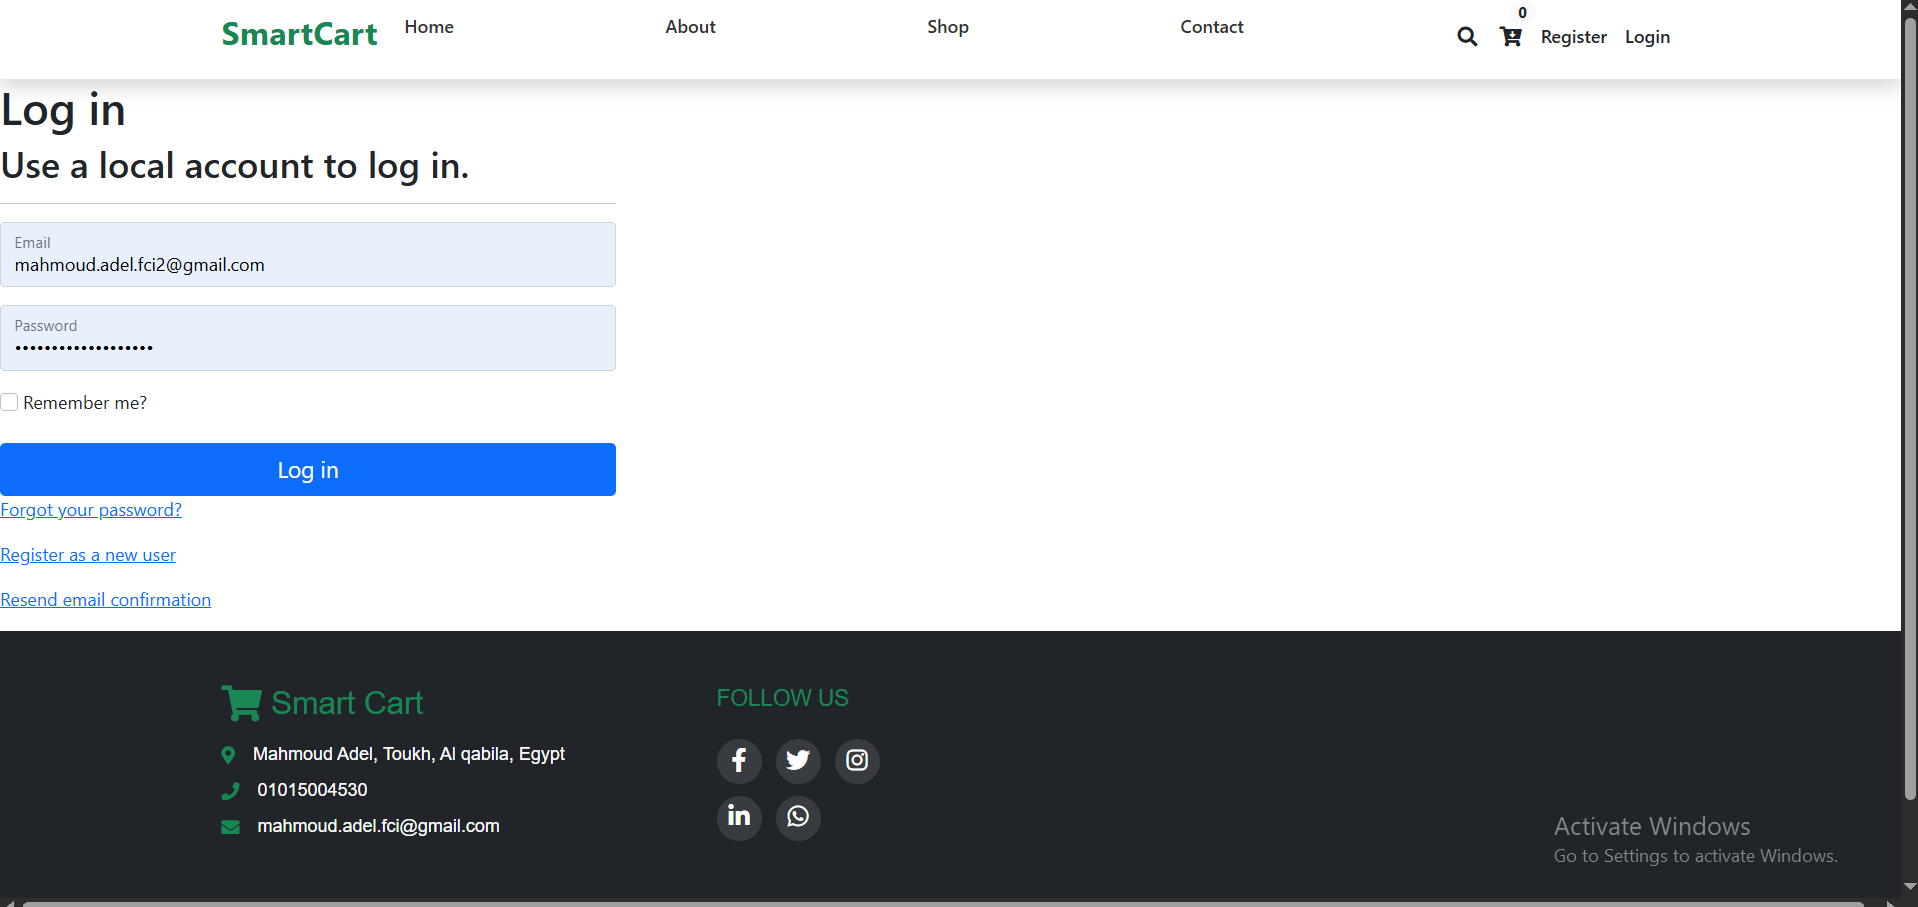 SmartCart
Home
About
Shop
Contact
0
Register
Login
Log in
Use a local account to log in.
Email
mahmoud.adel.fci2@gmail.com
Password
Remember me?
Log in
Forgot your password?
Register as a new user
Resend email confirmation
Smart Cart
Mahmoud Adel, Toukh, Al qabila, Egypt
01015004530
mahmoud.adel.fci@gmail.com
FOLLOW US
Activate Windows
Go to Settings to activate Windows.